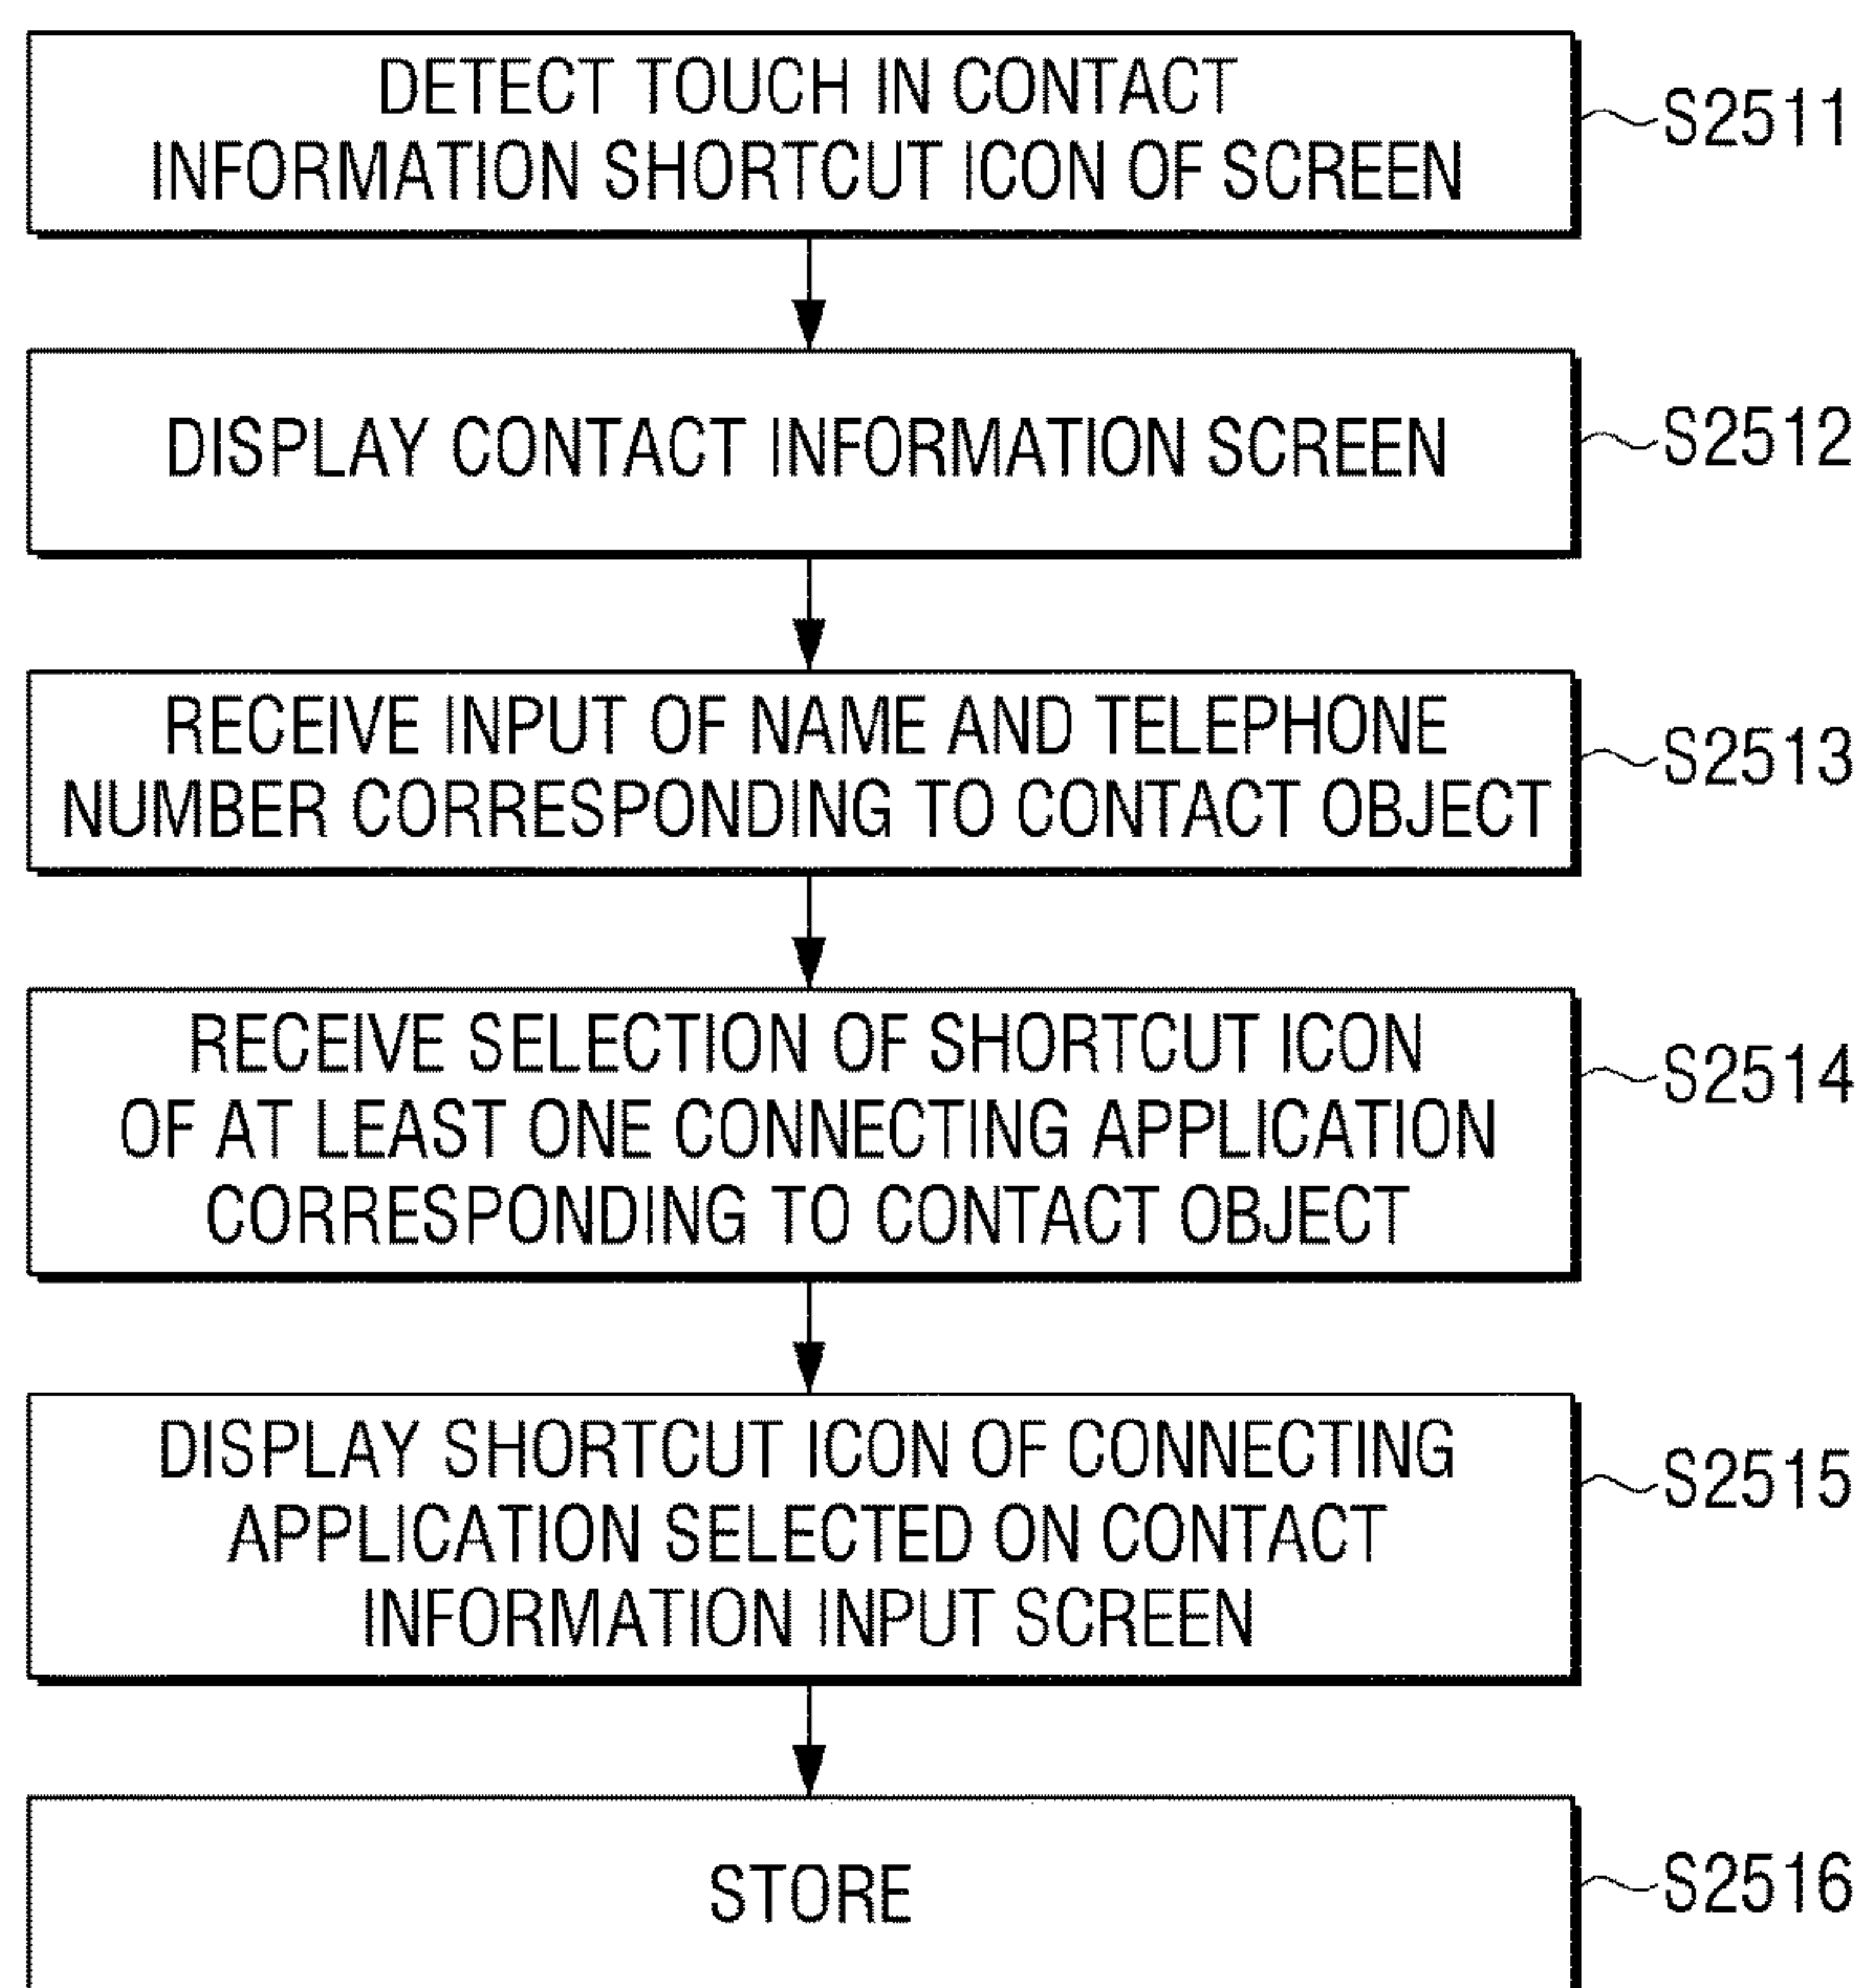 DETECT TOUCH IN CONTACT
INFORMATION SHORTCUT ICON OF SCREEN
S2511
DISPLAY CONTACT INFORMATION SCREEN
S2512
RECEIVE INPUT OF NAME AND TELEPHONE
NUMBER CORRESPONDING TO CONTACT OBJECT
S2513
RECEIVE SELECTION OF SHORTCUT ICON
OF AT LEAST ONE CONNECTING APPLICATION
CORRESPONDING TO CONTACT OBJECT
S2514
DISPLAY SHORTCUT ICON OF CONNECTING
APPLICATION SELECTED ON CONTACT
INFORMATION INPUT SCREEN
S2515
STORE
S2516